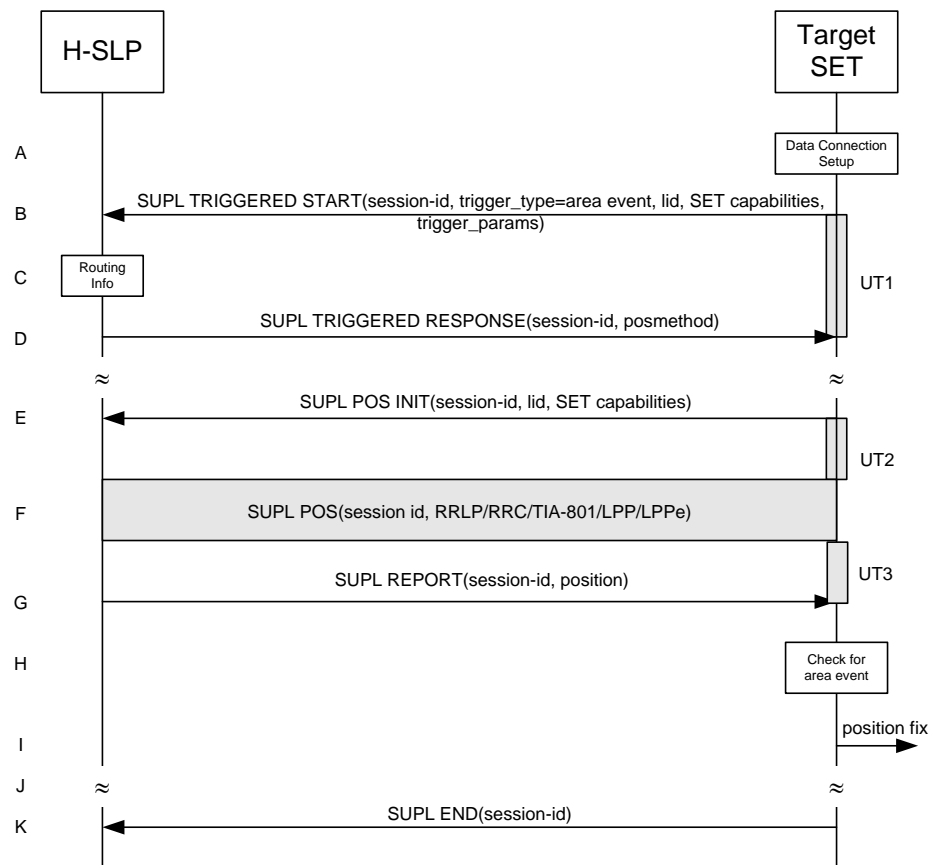 H-SLP
Target
SET
A
Data Connection
Setup
B
SUPL TRIGGERED START(session-id, trigger_type=area event, lid, SET capabilities,
trigger_params)
C
Routing
Info
UT1
D
SUPL TRIGGERED RESPONSE(session-id, posmethod)
≈
≈
E
SUPL POS INIT(session-id, lid, SET capabilities)
UT2
F
SUPL POS(session id, RRLP/RRC/TIA-801/LPP/LPPe)
UT3
G
SUPL REPORT(session-id, position)
H
Check for
area event
I
position fix
J
≈
≈
K
SUPL END(session-id)